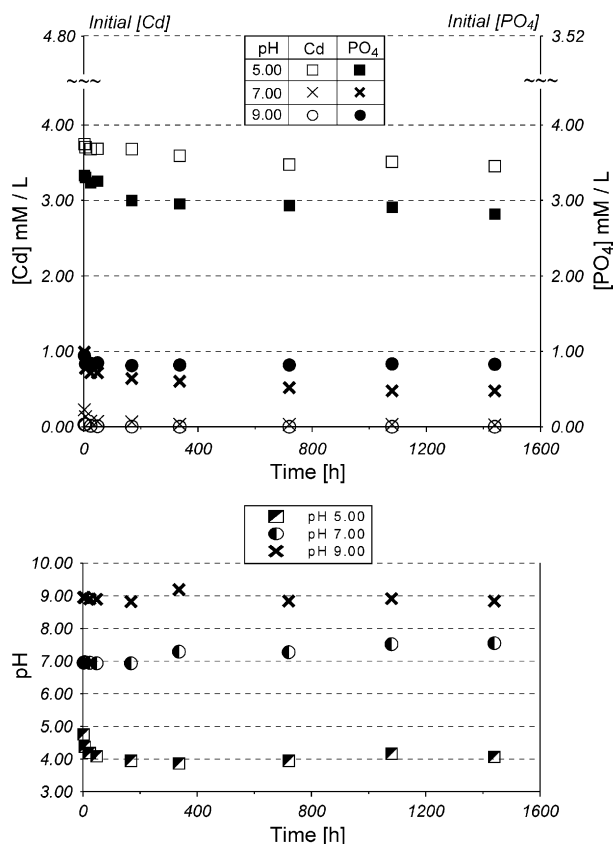 Initial [Cd] Initial [PO4]
4.80 3.52
pH Cd PO4
5.00
7.00
9.00
~~~ ~~~
4.00 4.00
3.00 3.00
2.00 2.00
1.00 1.00
0.00 0.00
[Cd] mM / L
[PO4] mM / L
0 400 800 1200 1600
Time [h]
pH 5.00
pH 7.00
pH 9.00
10.00
9.00
8.00
7.00
6.00
5.00
4.00
3.00
pH
0 400 800 1200 1600
Time [h]